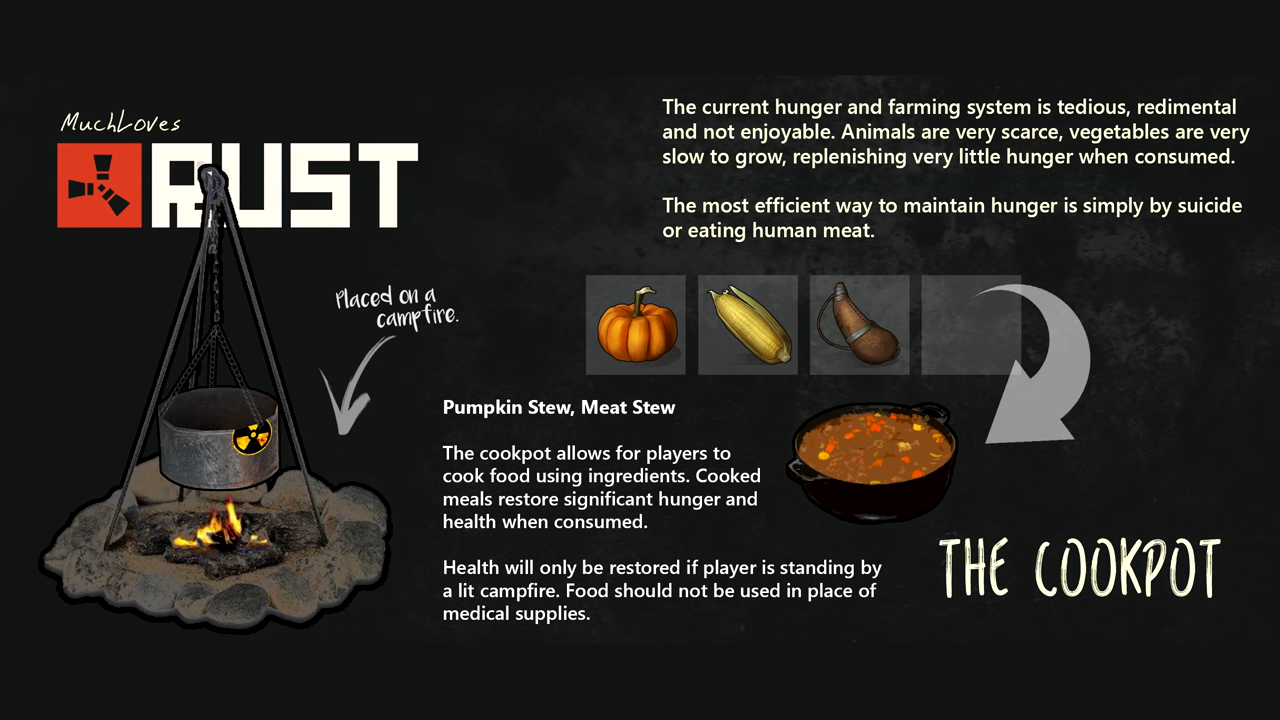 MuchLoves
RUST
The current hunger and farming system is tedious, redimental
and not enjoyable. Animals are very scarce, vegetables are very
slow to grow, replenishing very little hunger when consumed.
The most efficient way to maintain hunger is simply by suicide
or eating human meat.
Placed on a
campfire.
Pumpkin Stew, Meat Stew
The cookpot allows for players to
cook food using ingredients. Cooked
meals restore significant hunger and
health when consumed.
Health will only be restored if player is standing by
a lit campfire. Food should not be used in place of
medical supplies.
THE COOKPOT